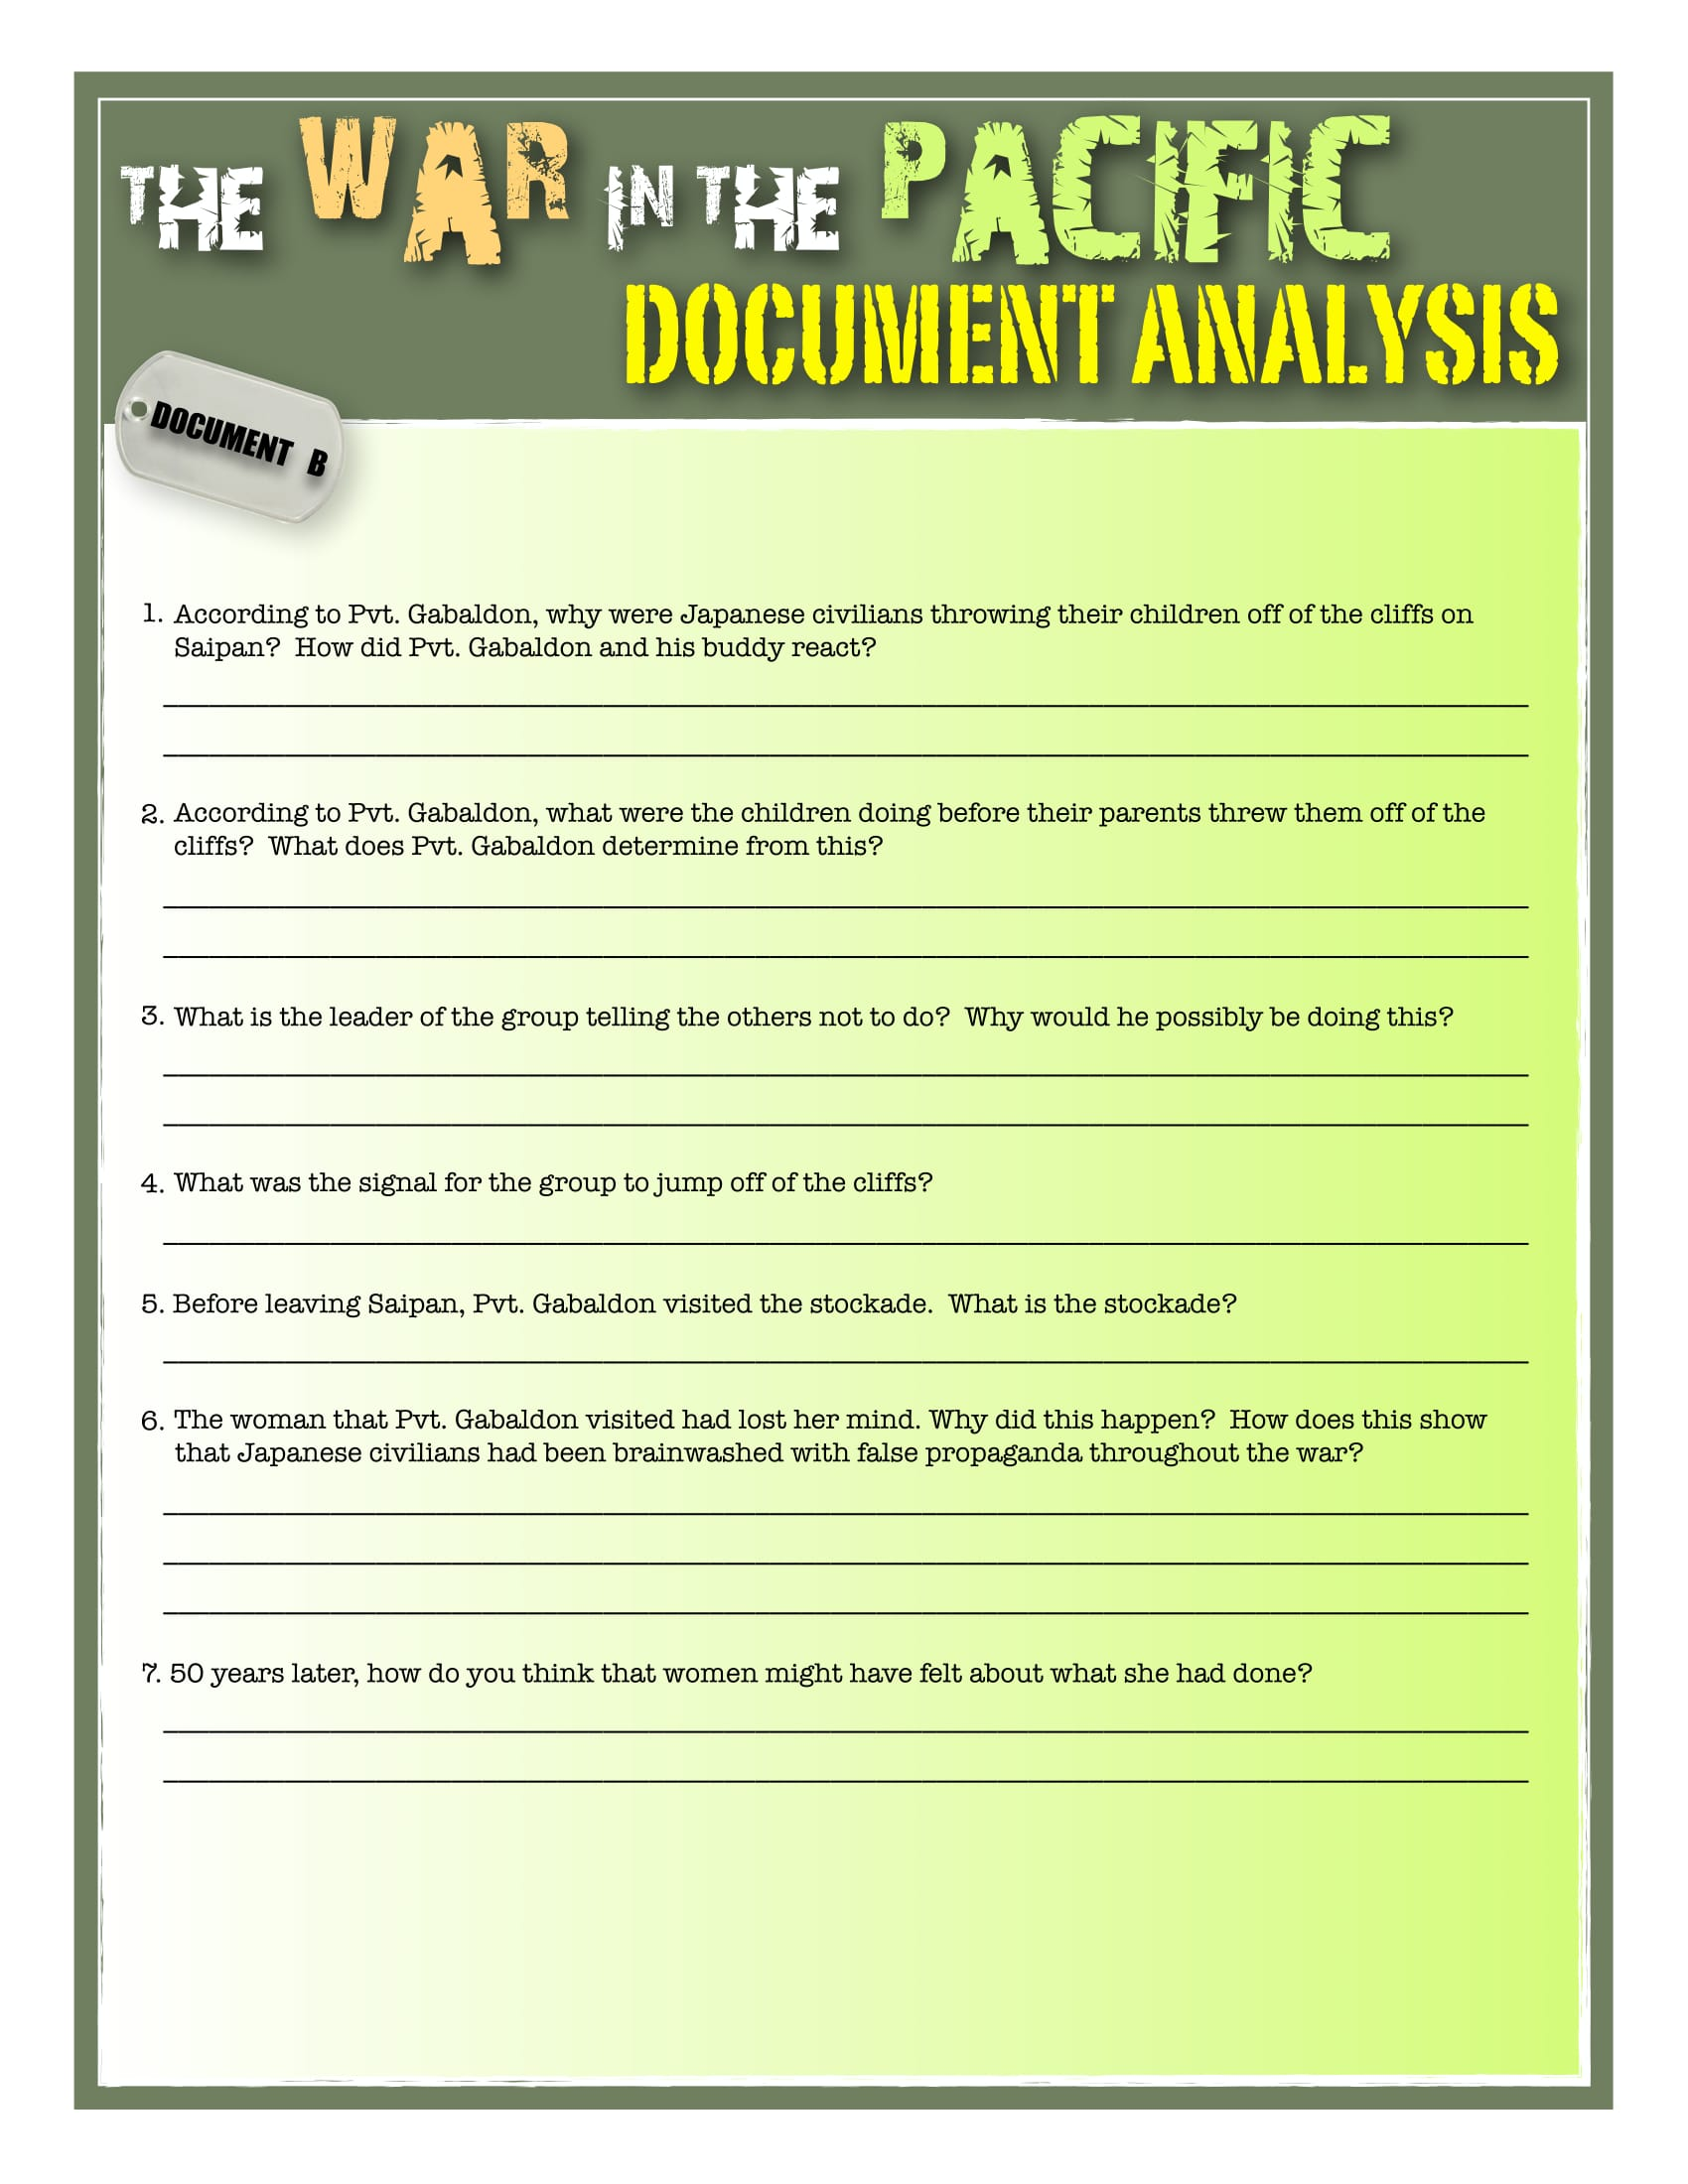 THE WAR IN THE PACIFIC
DOCUMENT ANALYSIS
DOCUMENT B
1. According to Pvt. Gabaldon, why were Japanese civilians throwing their children off of the cliffs on
Saipan?  How did Pvt. Gabaldon and his buddy react?
2. According to Pvt. Gabaldon, what were the children doing before their parents threw them off of the
cliffs?  What does Pvt. Gabaldon determine from this?
3. What is the leader of the group telling the others not to do?  Why would he possibly be doing this?
4. What was the signal for the group to jump off of the cliffs?
5. Before leaving Saipan, Pvt. Gabaldon visited the stockade.  What is the stockade?
6. The woman that Pvt. Gabaldon visited had lost her mind. Why did this happen?  How does this show
that Japanese civilians had been brainwashed with false propaganda throughout the war?
7. 50 years later, how do you think that women might have felt about what she had done?